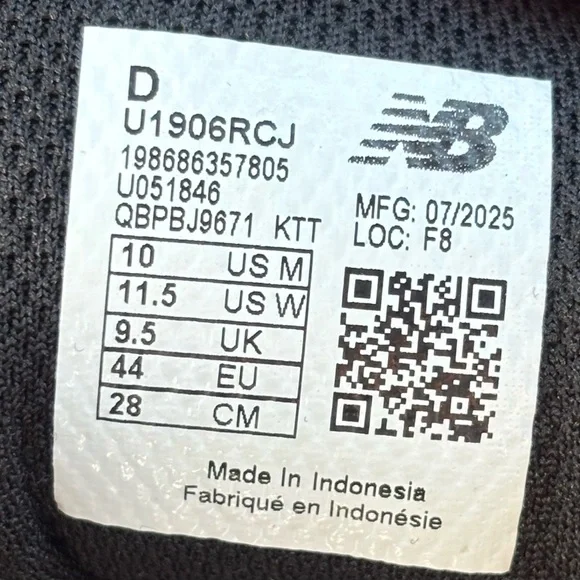 D
U1906RCJ
198686357805
U051846
QBPBJ9671 KTT
NB
MFG: 07/2025
LOC: F8
10 US M
11.5 US W
9.5 UK
44 EU
28 CM
Made In Indonesia
Fabriqué en Indonésie